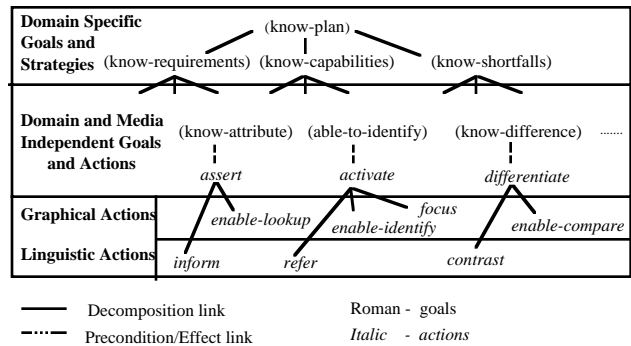 Domain Specific
Goals and
Strategies
(know-plan)
(know-requirements) (know-capabilities) (know-shortfalls)
Domain and Media
Independent Goals
and Actions
(know-attribute) (able-to-identify) (know-difference) ........
assert activate differentiate
Graphical Actions
enable-lookup focus
enable-identify enable-compare
Linguistic Actions
inform refer contrast
Decomposition link Roman - goals
Precondition/Effect link Italic - actions